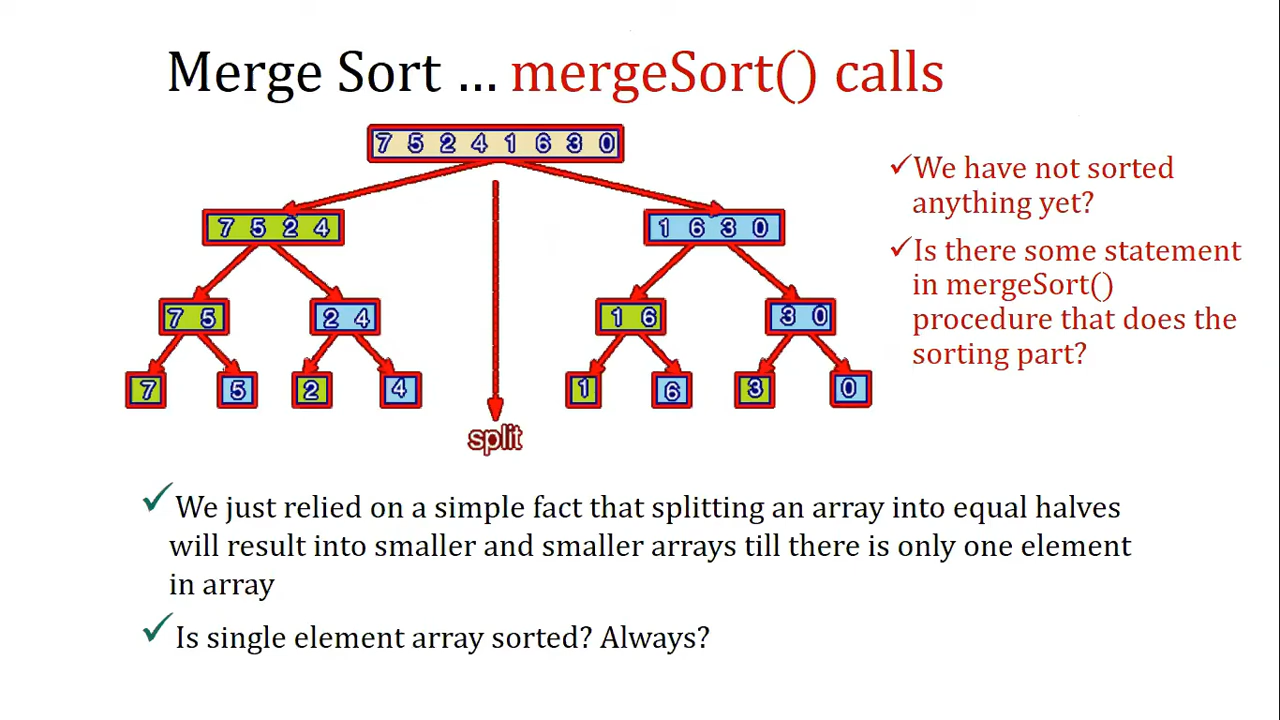 Merge Sort … mergeSort() calls
7 5 2 4 1 6 3 0
7 5 2 4
1 6 3 0
7 5
2 4
1 6
3 0
7
5
2
4
1
6
3
0
split
✓We have not sorted
anything yet?
✓Is there some statement
in mergeSort()
procedure that does the
sorting part?
✓We just relied on a simple fact that splitting an array into equal halves
will result into smaller and smaller arrays till there is only one element
in array
✓Is single element array sorted? Always?